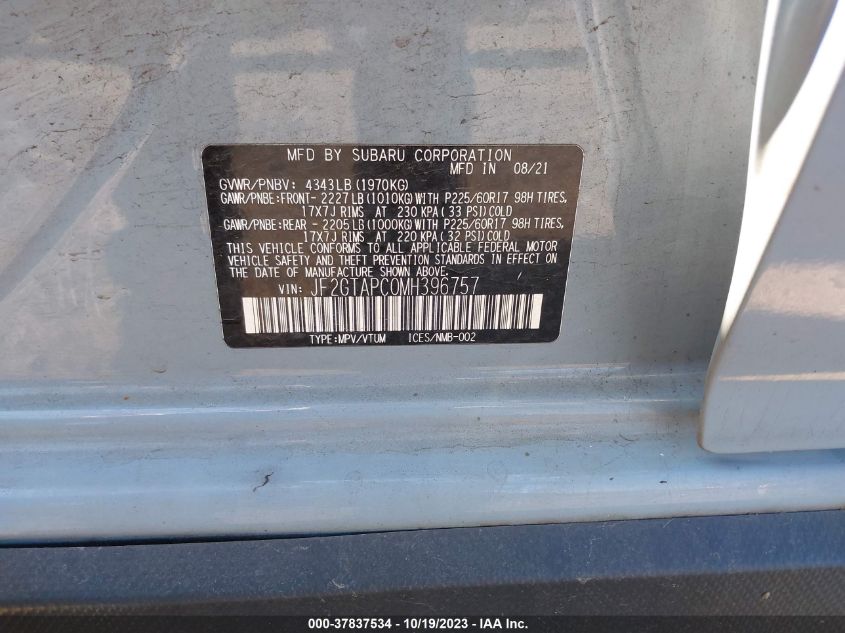 MFD BY SUBARU CORPORATION
MFD IN 08/21
GVWR/PNBV: 4343LB(1970KG)
GAWR/PNBE:FRONT- 2227LB(1010KG)WITH P225/60R17 98H TIRES,
17X7J RIMS AT 230 KPA(33 PSI)COLD
GAWR/PNBE:REAR - 2205LB(1000KG)WITH P225/60R17 98H TIRES,
17X7J RIMS AT 220 KPA(32 PSI)COLD
THIS VEHICLE CONFORMS TO ALL APPLICABLE FEDERAL MOTOR
VEHICLE SAFETY AND THEFT PREVENTION STANDARDS IN EFFECT ON
THE DATE OF MANUFACTURE SHOWN ABOVE.
VIN: JF2GTAPC0MH396757
TYPE:MPV/VTUM ICES/NMB-002
000-37837534 - 10/19/2023 - IAA Inc.